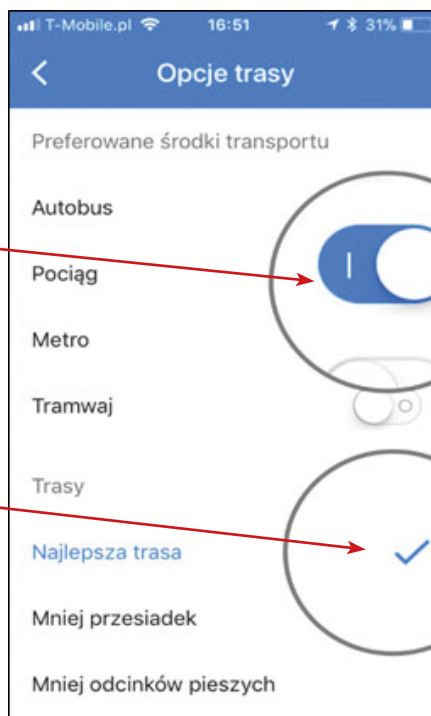 T-Mobile.pl 16:51 31%
Opcje trasy
Preferowane środki transportu
Autobus
Pociąg
Metro
Tramwaj
Trasy
Najlepsza trasa
Mniej przesiadek
Mniej odcinków pieszych